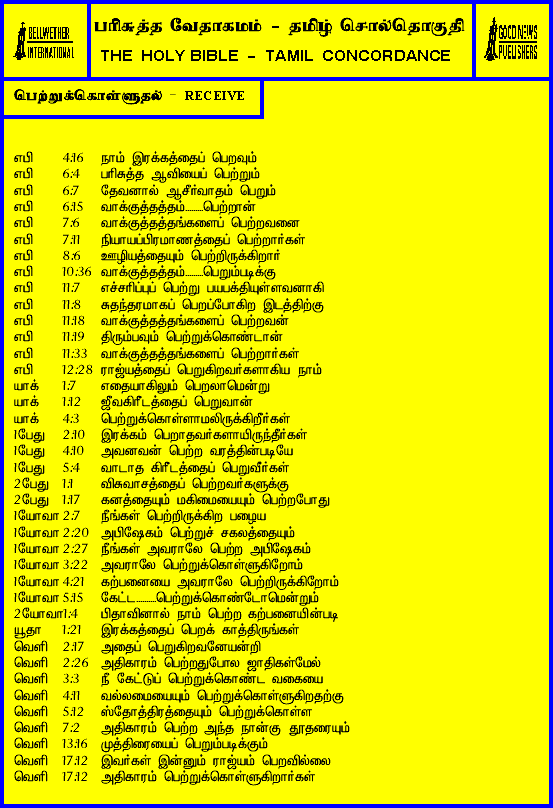 BELLWETHER
INTERNATIONAL
பரிசுத்த வேதாகமம் - தமிழ் சொல்தொகுதி
THE HOLY BIBLE - TAMIL CONCORDANCE
GOOD NEWS
PUBLISHERS
பெற்றுக்கொள்ளுதல் - RECEIVE
எபி 4:16 நாம் இரக்கத்தைப் பெறவும்
எபி 6:4 பரிசுத்த ஆவியைப் பெற்றும்
எபி 6:7 தேவனால் ஆசீர்வாதம் பெறும்
எபி 6:15 வாக்குத்தத்தம்.........பெற்றான்
எபி 7:6 வாக்குத்தத்தங்களைப் பெற்றவனை
எபி 7:11 நியாயப்பிரமாணத்தைப் பெற்றார்கள்
எபி 8:6 ஊழியத்தையும் பெற்றிருக்கிறார்
எபி 10:36 வாக்குத்தத்தம்.........பெறும்படிக்கு
எபி 11:7 எச்சரிப்புப் பெற்று பயபக்தியுள்ளவனாகி
எபி 11:8 சுதந்தரமாகப் பெறப்போகிற இடத்திற்கு
எபி 11:18 வாக்குத்தத்தங்களைப் பெற்றவன்
எபி 11:19 திரும்பவும் பெற்றுக்கொண்டான்
எபி 11:33 வாக்குத்தத்தங்களைப் பெற்றார்கள்
எபி 12:28 ராஜ்யத்தைப் பெறுகிறவர்களாகிய நாம்
யாக் 1:7 எதையாகிலும் பெறலாமென்று
யாக் 1:12 ஜீவகிரீடத்தைப் பெறுவான்
யாக் 4:3 பெற்றுக்கொள்ளாமலிருக்கிறீர்கள்
1பேது 2:10 இரக்கம் பெறாதவர்களாயிருந்தீர்கள்
1பேது 4:10 அவனவன் பெற்ற வரத்தின்படியே
1பேது 5:4 வாடாத கிரீடத்தைப் பெறுவீர்கள்
2பேது 1:1 விசுவாசத்தைப் பெற்றவர்களுக்கு
2பேது 1:17 கனத்தையும் மகிமையையும் பெற்றபோது
1யோவா 2:7 நீங்கள் பெற்றிருக்கிற பழைய
1யோவா 2:20 அபிஷேகம் பெற்றுச் சகலத்தையும்
1யோவா 2:27 நீங்கள் அவராலே பெற்ற அபிஷேகம்
1யோவா 3:22 அவராலே பெற்றுக்கொள்ளுகிறோம்
1யோவா 4:21 கற்பனையை அவராலே பெற்றிருக்கிறோம்
1யோவா 5:15 கேட்ட.........பெற்றுக்கொண்டோமென்றும்
2யோவா 1:4 பிதாவினால் நாம் பெற்ற கற்பனையின்படி
யூதா 1:21 இரக்கத்தைப் பெறக் காத்திருங்கள்
வெளி 2:17 அதைப் பெறுகிறவனேயன்றி
வெளி 2:26 அதிகாரம் பெற்றதுபோல ஜாதிகள்மேல்
வெளி 3:3 நீ கேட்டுப் பெற்றுக்கொண்ட வகையை
வெளி 4:11 வல்லமையையும் பெற்றுக்கொள்ளுகிறதற்கு
வெளி 5:12 ஸ்தோத்திரத்தையும் பெற்றுக்கொள்ள
வெளி 7:2 அதிகாரம் பெற்ற அந்த நான்கு தூதரையும்
வெளி 13:16 முத்திரையைப் பெறும்படிக்கும்
வெளி 17:12 இவர்கள் இன்னும் ராஜ்யம் பெறவில்லை
வெளி 17:12 அதிகாரம் பெற்றுக்கொள்ளுகிறார்கள்